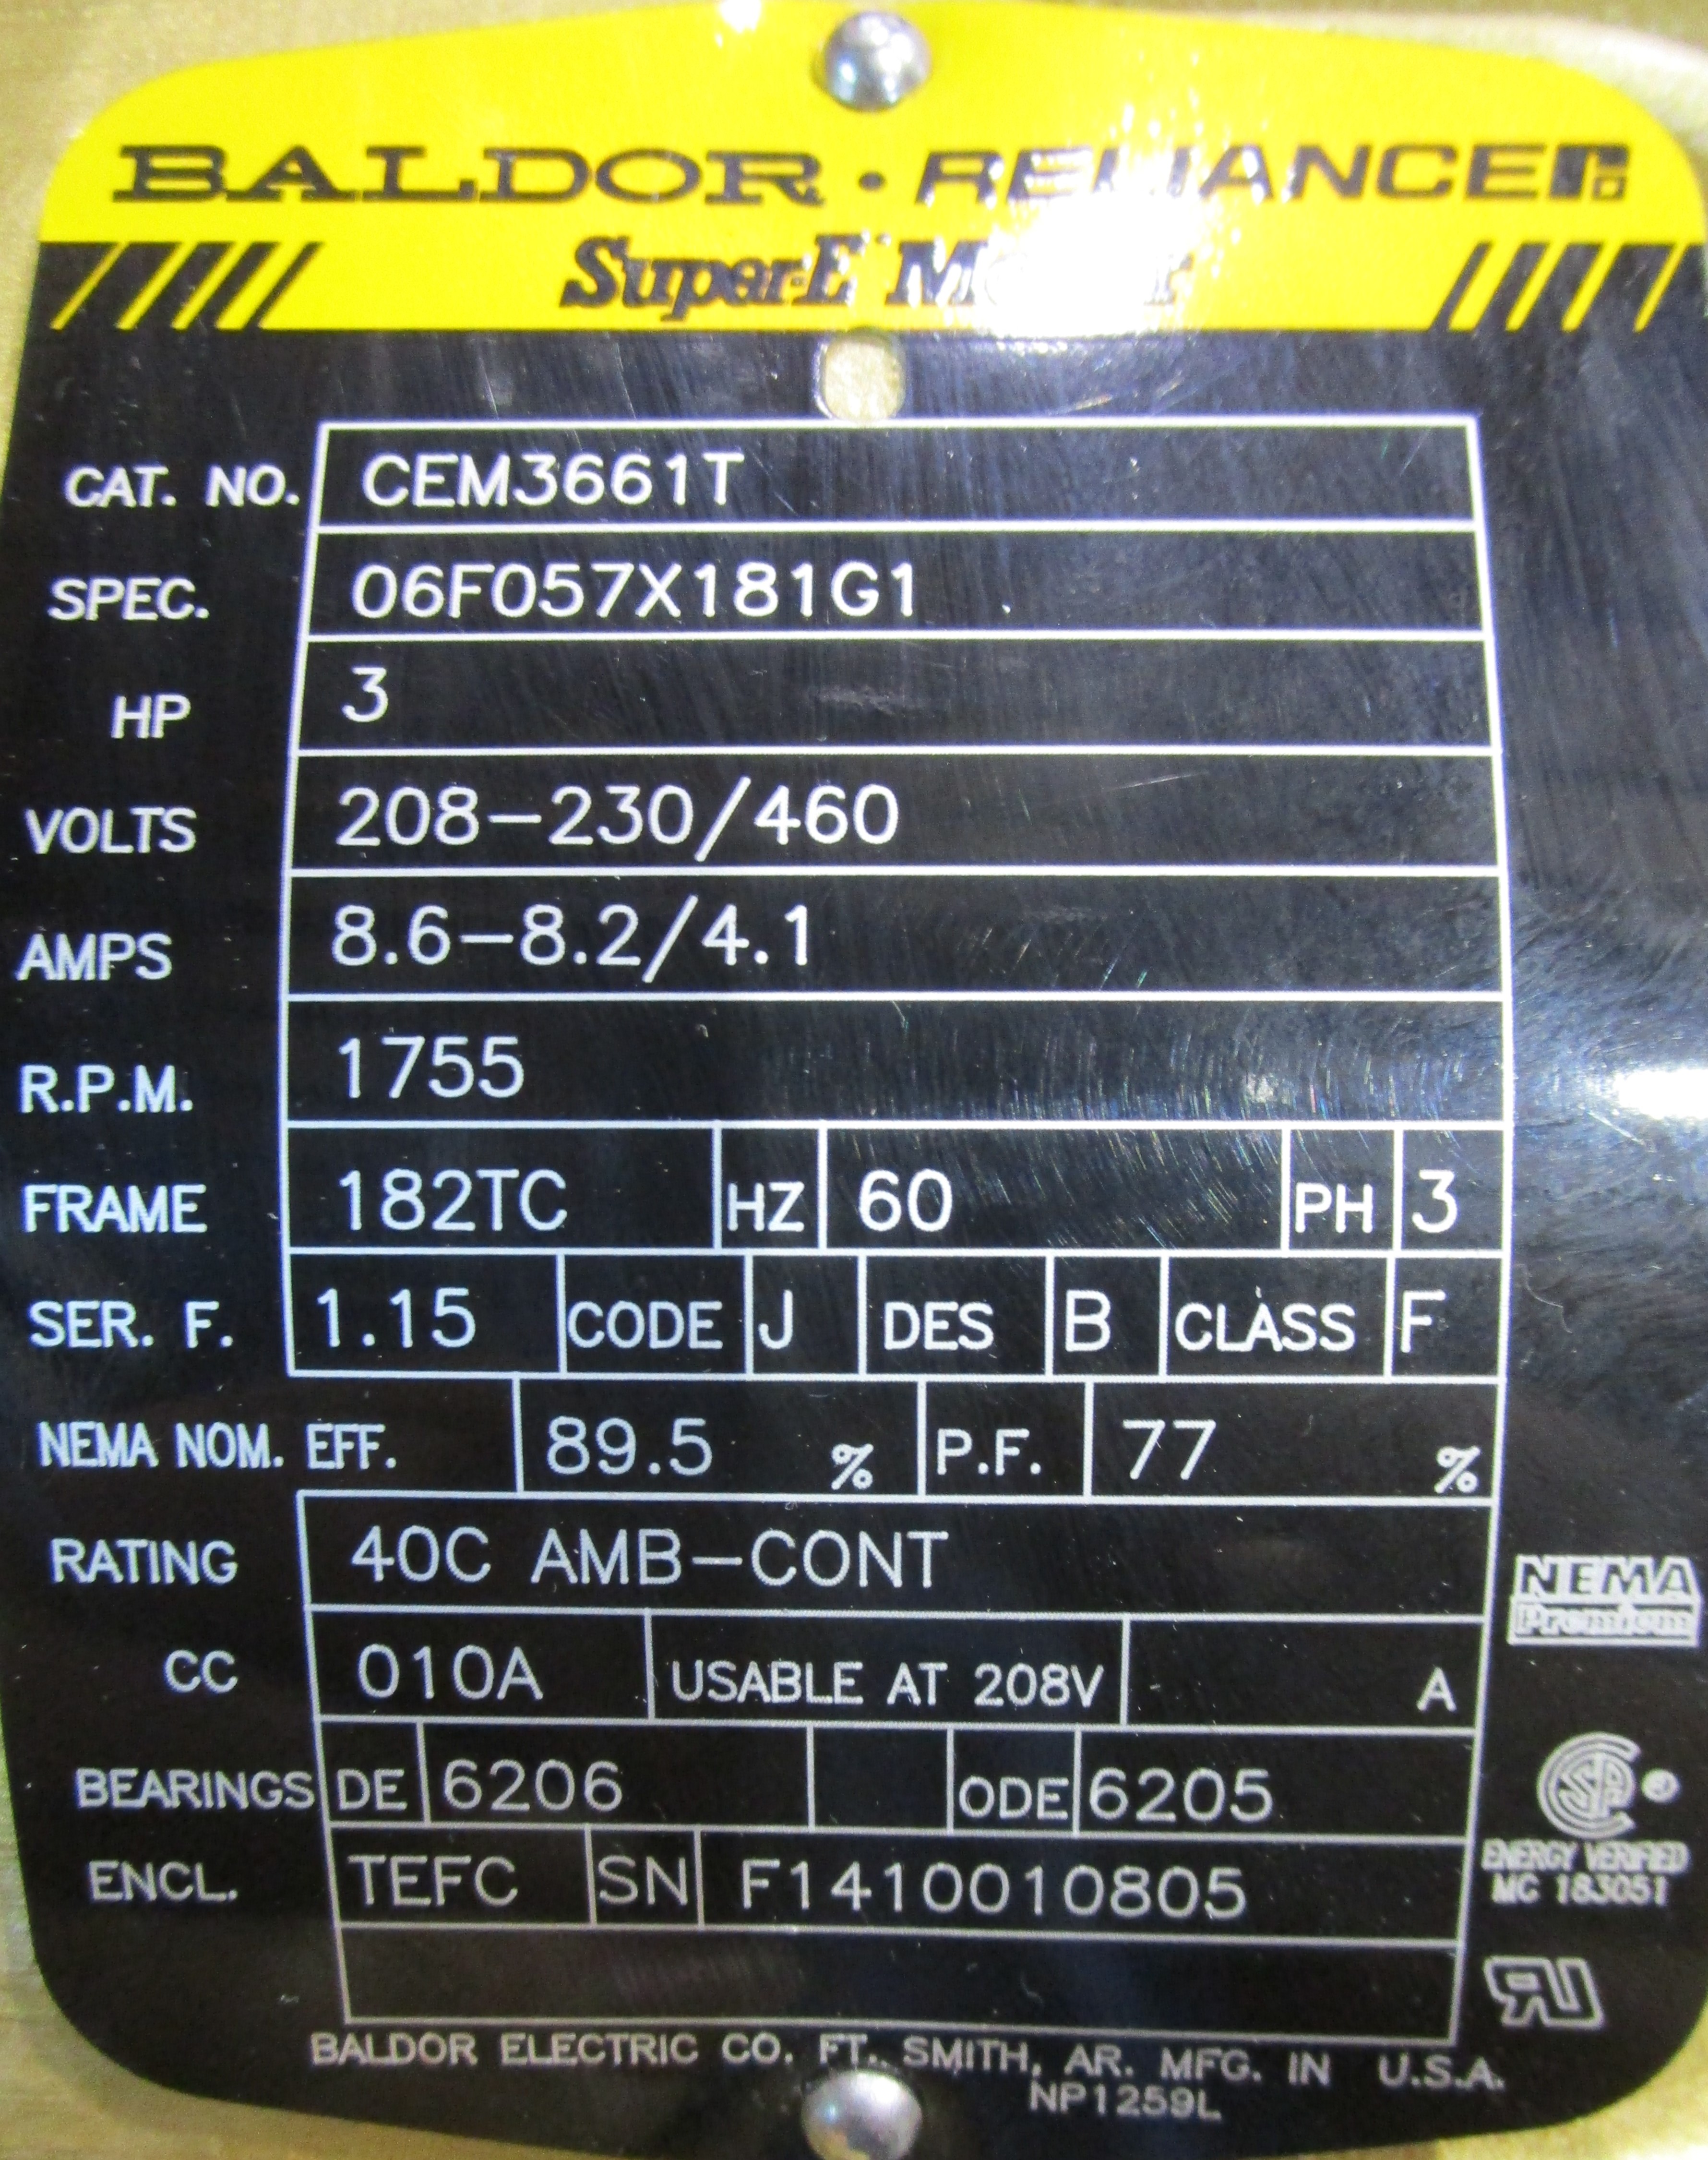 BALDOR • RELIANCER
Super-E Motor
CAT. NO. CEM3661T
SPEC. 06F057X181G1
HP 3
VOLTS 208-230/460
AMPS 8.6-8.2/4.1
R.P.M. 1755
FRAME 182TC HZ 60 PH 3
SER. F. 1.15 CODE J DES B CLASS F
NEMA NOM. EFF. 89.5 % P.F. 77 %
RATING 40C AMB-CONT
NEMA
Premium
CC 010A USABLE AT 208V A
BEARINGS DE 6206 ODE 6205
ENCL. TEFC SN F1410010805
ENERGY VERIFIED
MC 183051
BALDOR ELECTRIC CO. FT. SMITH, AR. MFG. IN U.S.A.
NP1259L